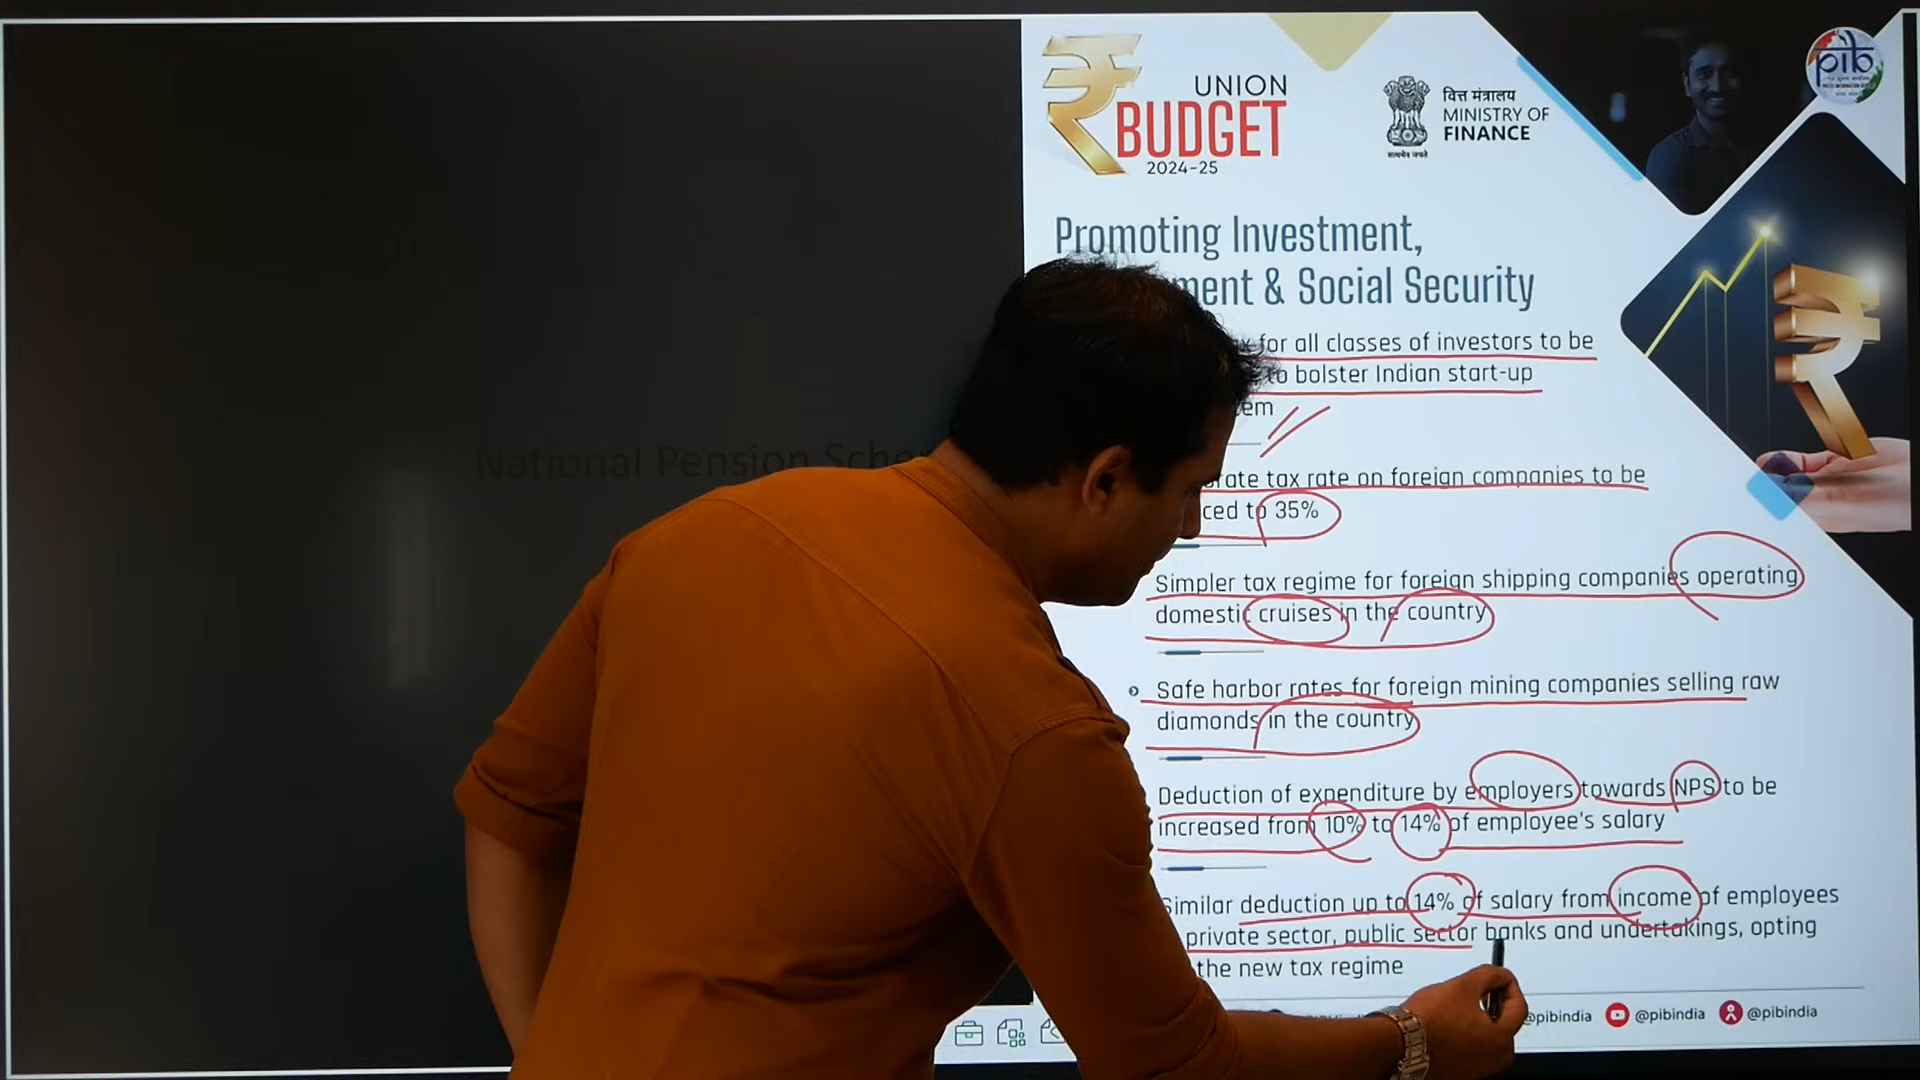 UNION
BUDGET
2024-25
वित्त मंत्रालय
MINISTRY OF
FINANCE
सत्यमेव जयते
pib
Promoting Investment,
ment & Social Security
for all classes of investors to be
to bolster Indian start-up
em
rate tax rate on foreign companies to be
ced to 35%
Simpler tax regime for foreign shipping companies operating
domestic cruises in the country
Safe harbor rates for foreign mining companies selling raw
diamonds in the country
Deduction of expenditure by employers towards NPS to be
increased from 10% to 14% of employee's salary
Similar deduction up to 14% of salary from income of employees
private sector, public sector banks and undertakings, opting
the new tax regime
National Pension Sche
@pibindia @pibindia @pibindia